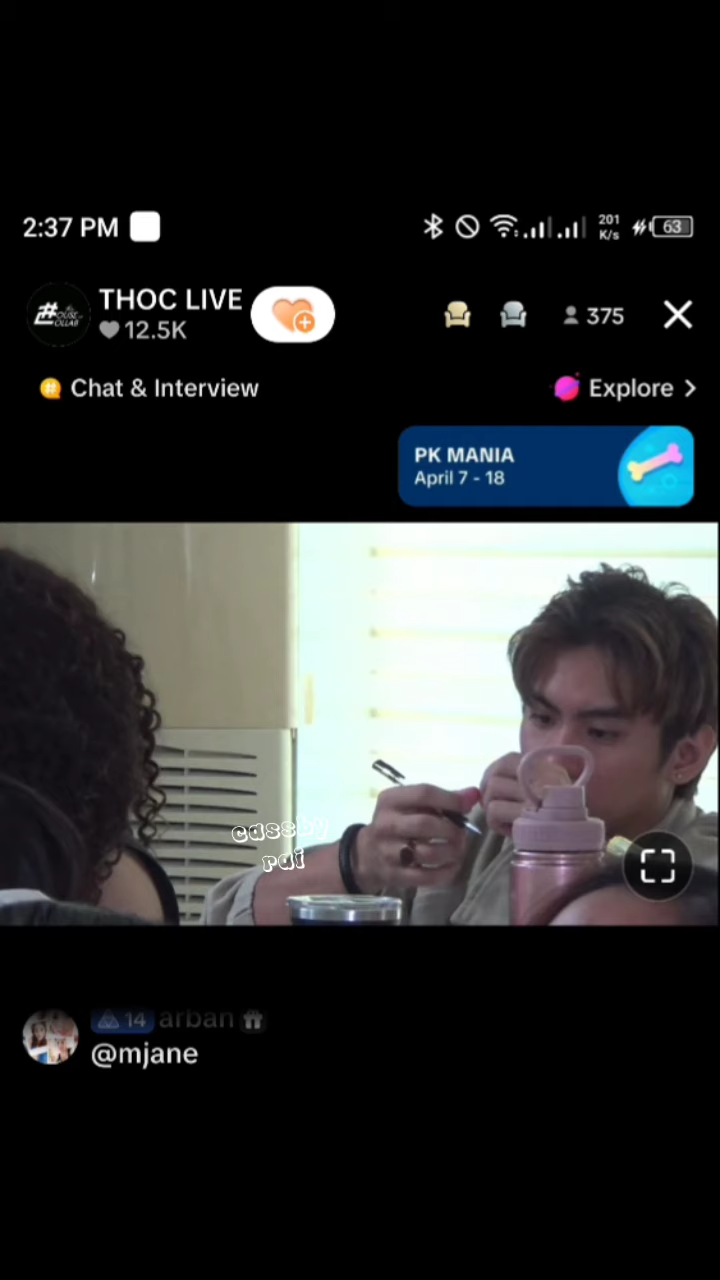 2:37 PM
201
K/s
63
THOC LIVE
12.5K
375
# Chat & Interview
Explore >
PK MANIA
April 7 - 18
cassby
rai
14 arban
@mjane